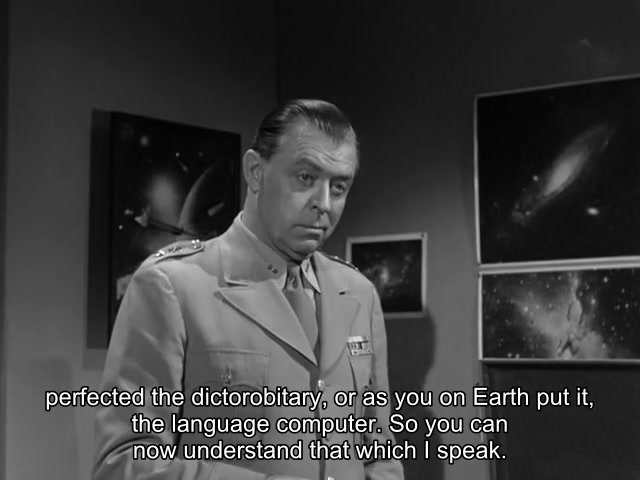 perfected the dictorobitary, or as you on Earth put it,
the language computer. So you can
now understand that which I speak.